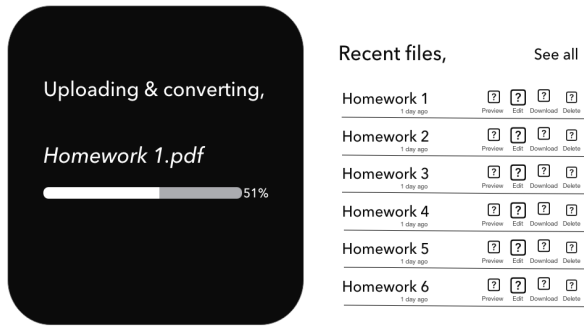 Uploading & converting,
Homework 1.pdf
51%
Recent files,
See all
Homework 1
1 day ago
? ? ? ?
Preview Edit Download Delete
Homework 2
1 day ago
? ? ? ?
Preview Edit Download Delete
Homework 3
1 day ago
? ? ? ?
Preview Edit Download Delete
Homework 4
1 day ago
? ? ? ?
Preview Edit Download Delete
Homework 5
1 day ago
? ? ? ?
Preview Edit Download Delete
Homework 6
1 day ago
? ? ? ?
Preview Edit Download Delete